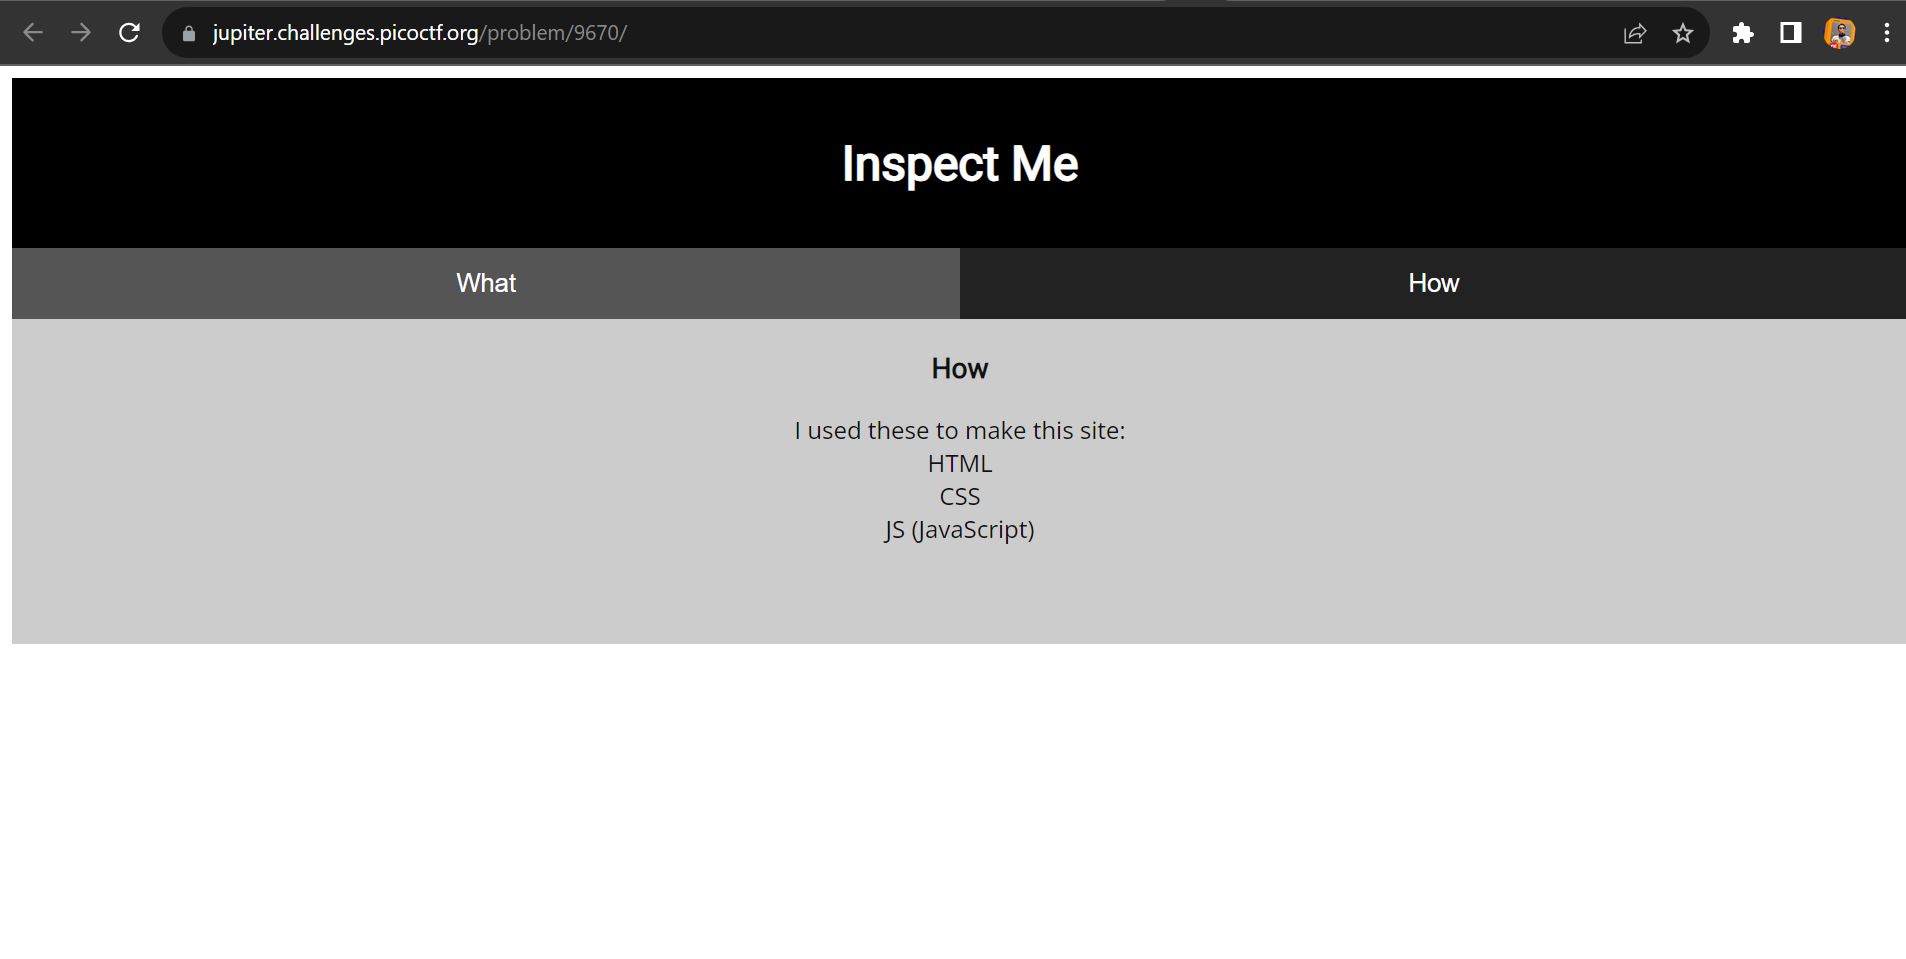 jupiter.challenges.picoctf.org/problem/9670/
Inspect Me
What How
How
I used these to make this site:
HTML
CSS
JS (JavaScript)